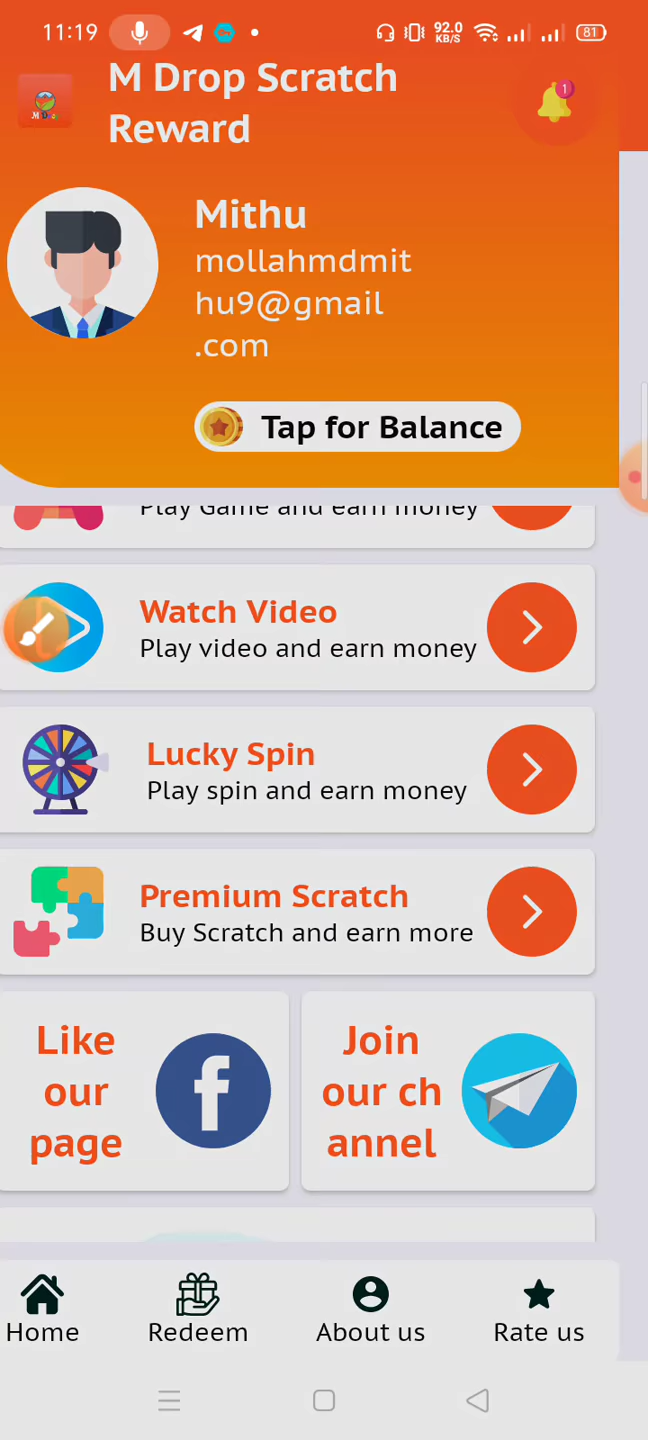 11:19
92.0
KB/S
81
M Drop Scratch
Reward
1
Mithu
mollahmdmit
hu9@gmail
.com
Tap for Balance
Play Game and earn money
Watch Video
Play video and earn money
Lucky Spin
Play spin and earn money
Premium Scratch
Buy Scratch and earn more
Like
our
page
Join
our ch
annel
Home
Redeem
About us
Rate us